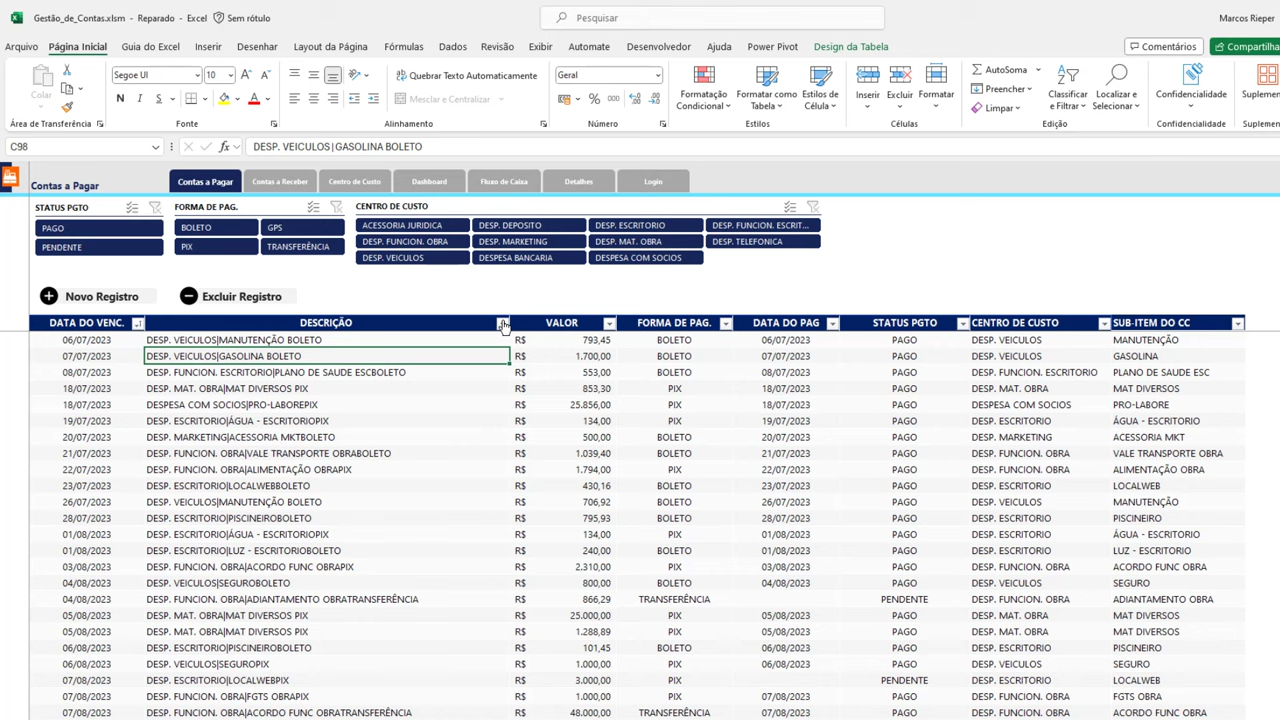 Gestão_de_Contas.xlsm - Reparado - Excel Sem rótulo Pesquisar Marcos Rieper
Arquivo Página Inicial Guia do Excel Inserir Desenhar Layout da Página Fórmulas Dados Revisão Exibir Automate Desenvolvedor Ajuda Power Pivot Design da Tabela Comentários Compartilha
Segoe UI 10 Quebrar Texto Automaticamente Geral AutoSoma
Colar N I S Mesclar e Centralizar % 000 Formatação Condicional Formatar como Tabela Estilos de Célula Inserir Excluir Formatar Preencher Limpar Classificar e Filtrar Localizar e Selecionar Confidencialidade Suplemen
Área de Transferência Fonte Alinhamento Número Estilos Células Edição Confidencialidade Suplemen
C98 fx DESP. VEICULOS|GASOLINA BOLETO
Contas a Pagar Contas a Pagar Contas a Receber Centro de Custo Dashboard Fluxo de Caixa Detalhes Login
STATUS PGTO FORMA DE PAG. CENTRO DE CUSTO
PAGO BOLETO GPS ACESSORIA JURIDICA DESP. DEPOSITO DESP. ESCRITORIO DESP. FUNCION. ESCRIT...
PENDENTE PIX TRANSFERÊNCIA DESP. FUNCION. OBRA DESP. MARKETING DESP. MAT. OBRA DESP. TELEFONICA
DESP. VEICULOS DESPESA BANCARIA DESPESA COM SOCIOS
Novo Registro Excluir Registro
DATA DO VENC. DESCRIÇÃO VALOR FORMA DE PAG. DATA DO PAG STATUS PGTO CENTRO DE CUSTO SUB-ITEM DO CC
06/07/2023 DESP. VEICULOS|MANUTENÇÃO BOLETO R$ 793,45 BOLETO 06/07/2023 PAGO DESP. VEICULOS MANUTENÇÃO
07/07/2023 DESP. VEICULOS|GASOLINA BOLETO R$ 1.700,00 BOLETO 07/07/2023 PAGO DESP. VEICULOS GASOLINA
08/07/2023 DESP. FUNCION. ESCRITORIO|PLANO DE SAUDE ESCBOLETO R$ 553,00 BOLETO 08/07/2023 PAGO DESP. FUNCION. ESCRITORIO PLANO DE SAUDE ESC
18/07/2023 DESP. MAT. OBRA|MAT DIVERSOS PIX R$ 853,30 PIX 18/07/2023 PAGO DESP. MAT. OBRA MAT DIVERSOS
18/07/2023 DESPESA COM SOCIOS|PRO-LABOREPIX R$ 25.856,00 PIX 18/07/2023 PAGO DESPESA COM SOCIOS PRO-LABORE
19/07/2023 DESP. ESCRITORIO|ÁGUA - ESCRITORIOPIX R$ 134,00 PIX 19/07/2023 PAGO DESP. ESCRITORIO ÁGUA - ESCRITORIO
20/07/2023 DESP. MARKETING|ACESSORIA MKTBOLETO R$ 500,00 BOLETO 20/07/2023 PAGO DESP. MARKETING ACESSORIA MKT
21/07/2023 DESP. FUNCION. OBRA|VALE TRANSPORTE OBRABOLETO R$ 1.039,40 BOLETO 21/07/2023 PAGO DESP. FUNCION. OBRA VALE TRANSPORTE OBRA
22/07/2023 DESP. FUNCION. OBRA|ALIMENTAÇÃO OBRAPIX R$ 1.794,00 PIX 22/07/2023 PAGO DESP. FUNCION. OBRA ALIMENTAÇÃO OBRA
23/07/2023 DESP. ESCRITORIO|LOCALWEBBOLETO R$ 430,16 BOLETO 23/07/2023 PAGO DESP. ESCRITORIO LOCALWEB
26/07/2023 DESP. VEICULOS|MANUTENÇÃO BOLETO R$ 706,92 BOLETO 26/07/2023 PAGO DESP. VEICULOS MANUTENÇÃO
28/07/2023 DESP. ESCRITORIO|PISCINEIROBOLETO R$ 795,93 BOLETO 28/07/2023 PAGO DESP. ESCRITORIO PISCINEIRO
01/08/2023 DESP. ESCRITORIO|ÁGUA - ESCRITORIOPIX R$ 134,00 PIX 01/08/2023 PAGO DESP. ESCRITORIO ÁGUA - ESCRITORIO
01/08/2023 DESP. ESCRITORIO|LUZ - ESCRITORIOBOLETO R$ 240,00 BOLETO 01/08/2023 PAGO DESP. ESCRITORIO LUZ - ESCRITORIO
03/08/2023 DESP. FUNCION. OBRA|ACORDO FUNC OBRAPIX R$ 2.310,00 PIX 03/08/2023 PAGO DESP. FUNCION. OBRA ACORDO FUNC OBRA
04/08/2023 DESP. VEICULOS|SEGUROBOLETO R$ 800,00 BOLETO 04/08/2023 PAGO DESP. VEICULOS SEGURO
04/08/2023 DESP. FUNCION. OBRA|ADIANTAMENTO OBRATRANSFERÊNCIA R$ 866,29 TRANSFERÊNCIA PENDENTE DESP. FUNCION. OBRA ADIANTAMENTO OBRA
05/08/2023 DESP. MAT. OBRA|MAT DIVERSOS PIX R$ 25.000,00 PIX 05/08/2023 PAGO DESP. MAT. OBRA MAT DIVERSOS
05/08/2023 DESP. MAT. OBRA|MAT DIVERSOS PIX R$ 1.288,89 PIX 05/08/2023 PAGO DESP. MAT. OBRA MAT DIVERSOS
06/08/2023 DESP. ESCRITORIO|PISCINEIROBOLETO R$ 101,45 BOLETO 06/08/2023 PAGO DESP. ESCRITORIO PISCINEIRO
06/08/2023 DESP. VEICULOS|SEGUROPIX R$ 1.000,00 PIX 06/08/2023 PAGO DESP. VEICULOS SEGURO
07/08/2023 DESP. ESCRITORIO|LOCALWEBPIX R$ 3.000,00 PIX PENDENTE DESP. ESCRITORIO LOCALWEB
07/08/2023 DESP. FUNCION. OBRA|FGTS OBRAPIX R$ 1.000,00 PIX 07/08/2023 PAGO DESP. FUNCION. OBRA FGTS OBRA
07/08/2023 DESP. FUNCION. OBRA|ACORDO FUNC OBRATRANSFERÊNCIA R$ 48.000,00 TRANSFERÊNCIA 07/08/2023 PAGO DESP. FUNCION. OBRA ACORDO FUNC OBRA